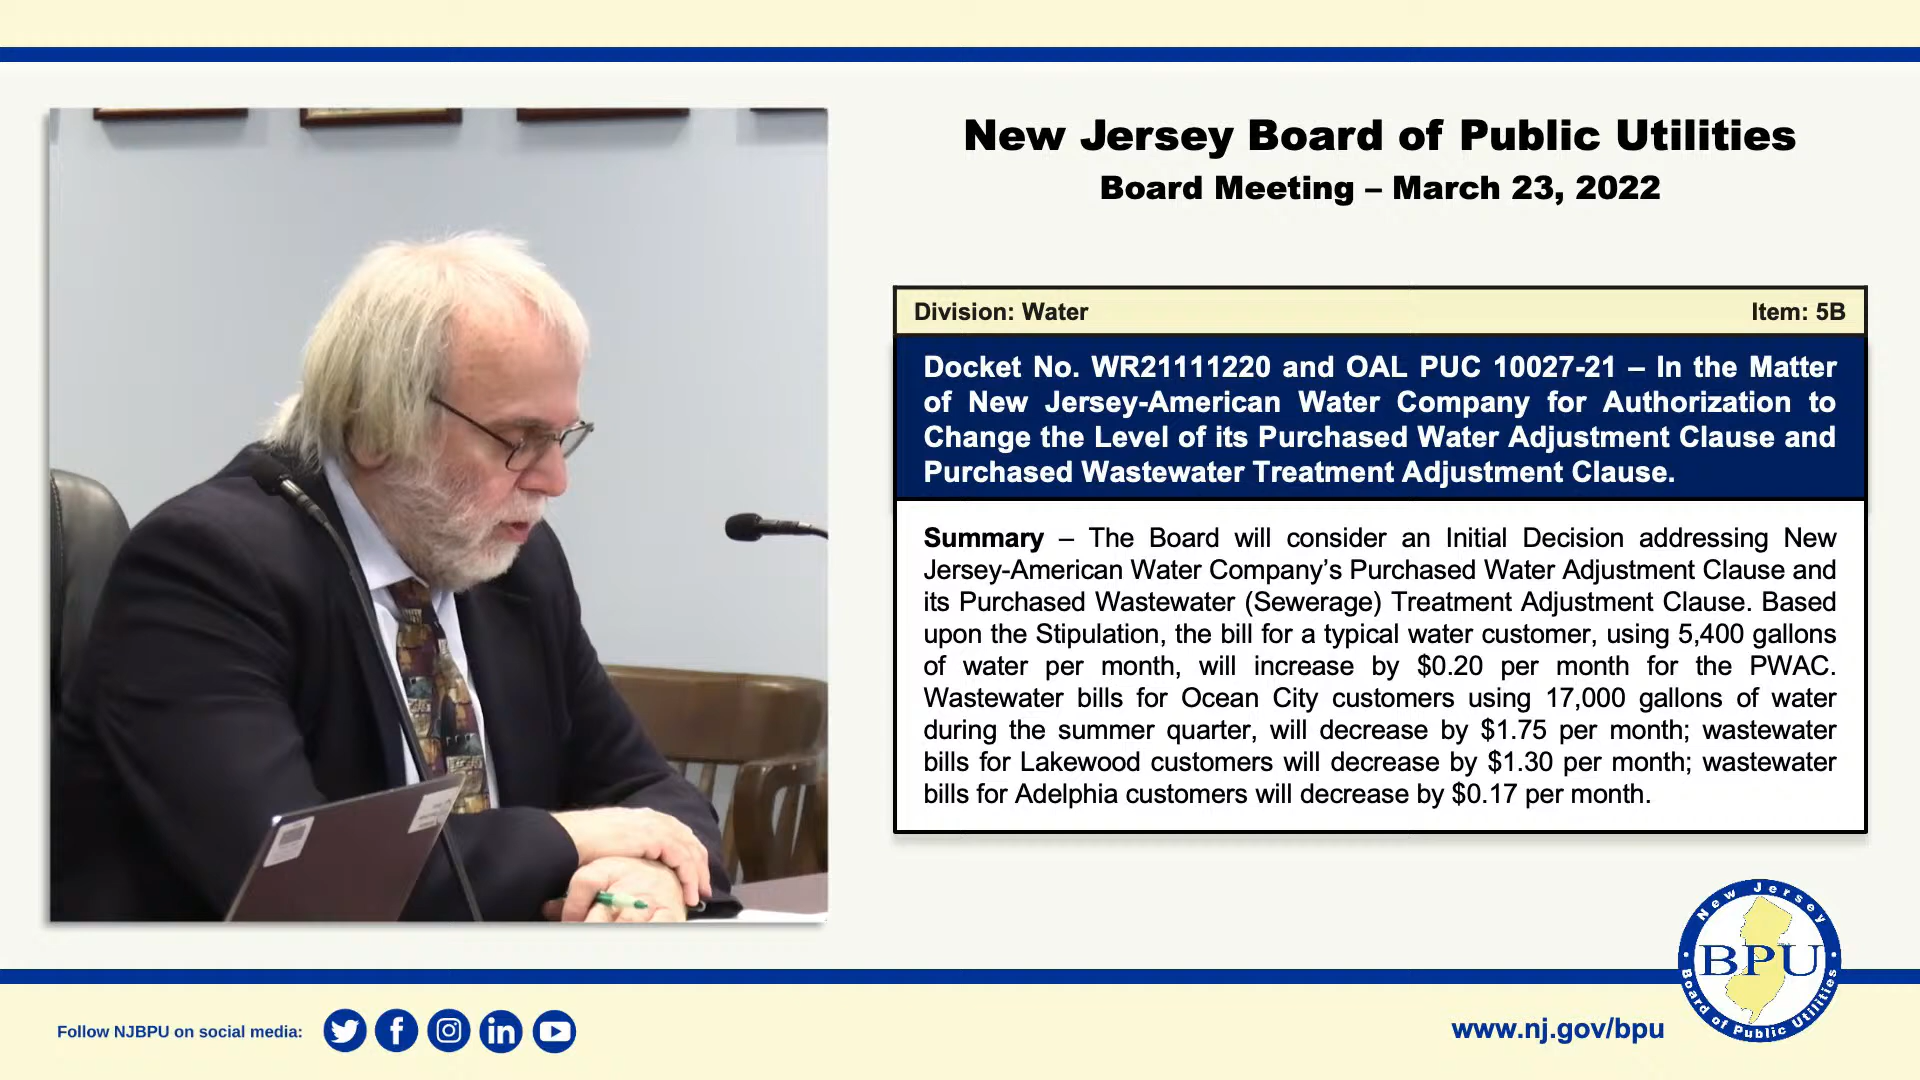 New Jersey Board of Public Utilities
Board Meeting – March 23, 2022
Division: Water
Item: 5B
Docket No. WR21111220 and OAL PUC 10027-21 – In the Matter
of New Jersey-American Water Company for Authorization to
Change the Level of its Purchased Water Adjustment Clause and
Purchased Wastewater Treatment Adjustment Clause.
Summary – The Board will consider an Initial Decision addressing New
Jersey-American Water Company’s Purchased Water Adjustment Clause and
its Purchased Wastewater (Sewerage) Treatment Adjustment Clause. Based
upon the Stipulation, the bill for a typical water customer, using 5,400 gallons
of water per month, will increase by $0.20 per month for the PWAC.
Wastewater bills for Ocean City customers using 17,000 gallons of water
during the summer quarter, will decrease by $1.75 per month; wastewater
bills for Lakewood customers will decrease by $1.30 per month; wastewater
bills for Adelphia customers will decrease by $0.17 per month.
New Jersey
BPU
Board of Public Utilities
Follow NJBPU on social media:
www.nj.gov/bpu